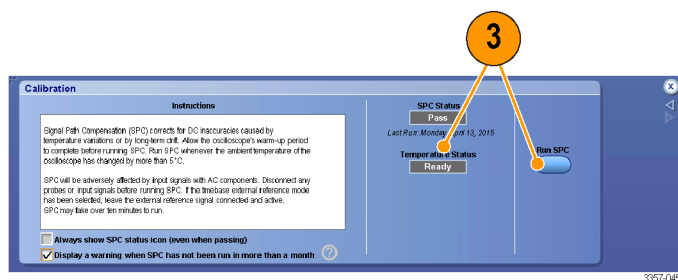 3
Calibration
Instructions
Signal Path Compensation (SPC) corrects for DC inaccuracies caused by
temperature variations or by long-term drift. Allow the oscilloscope's warm-up period
to complete before running SPC. Run SPC whenever the ambient temperature of the
oscilloscope has changed by more than 5°C.
SPC will be adversely affected by input signals with AC components. Disconnect any
probes or input signals before running SPC. If the timebase external reference mode
has been selected, leave the external reference signal connected and active.
SPC may take over ten minutes to run.
Always show SPC status icon (even when passing)
Display a warning when SPC has not been run in more than a month
?
SPC Status
Pass
Last Run: Monday, April 13, 2015
Temperature Status
Ready
Run SPC
X
3357-045